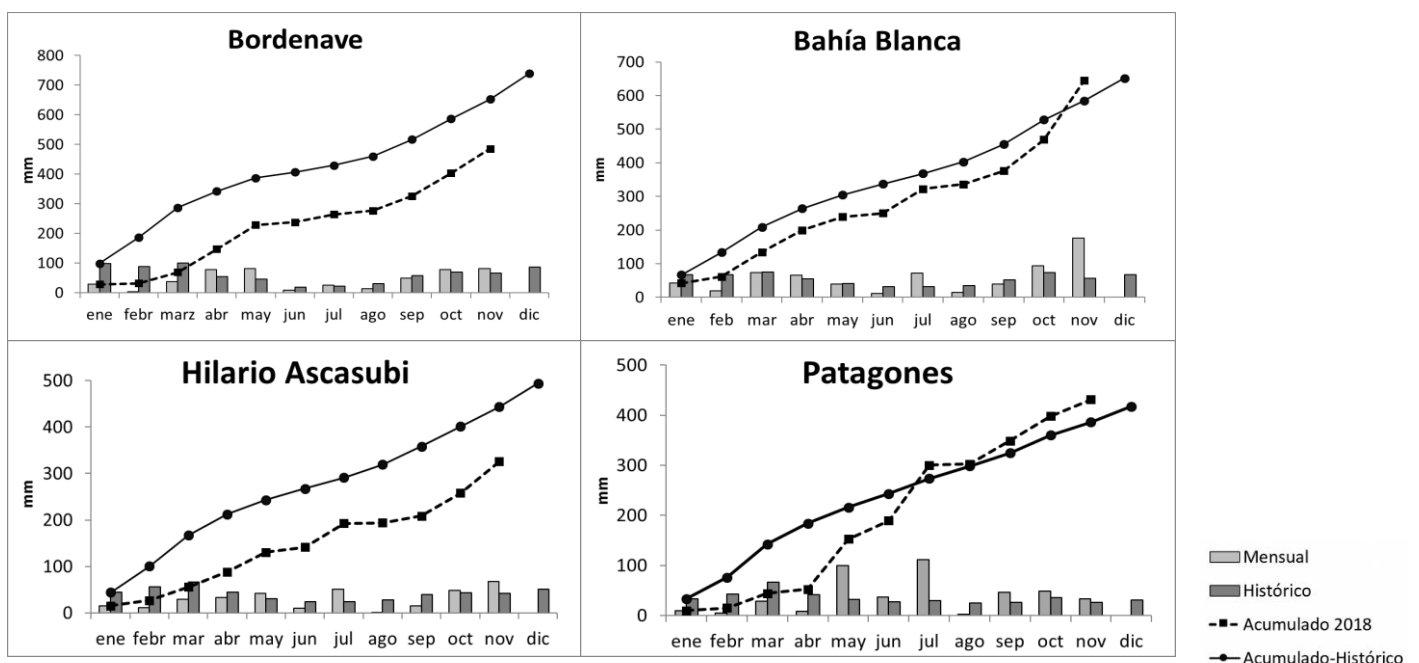 Bordenave
800
700
600
500
400
300
200
100
0
mm
ene febr marz abr may jun jul ago sep oct nov dic
Bahía Blanca
700
600
500
400
300
200
100
0
mm
ene feb mar abr may jun jul ago sep oct nov dic
Hilario Ascasubi
500
400
300
200
100
0
mm
ene febr mar abr may jun jul ago sep oct nov dic
Patagones
500
400
300
200
100
0
mm
ene febr mar abr may jun jul ago sep oct nov dic
Mensual
Histórico
Acumulado 2018
Acumulado-Histórico